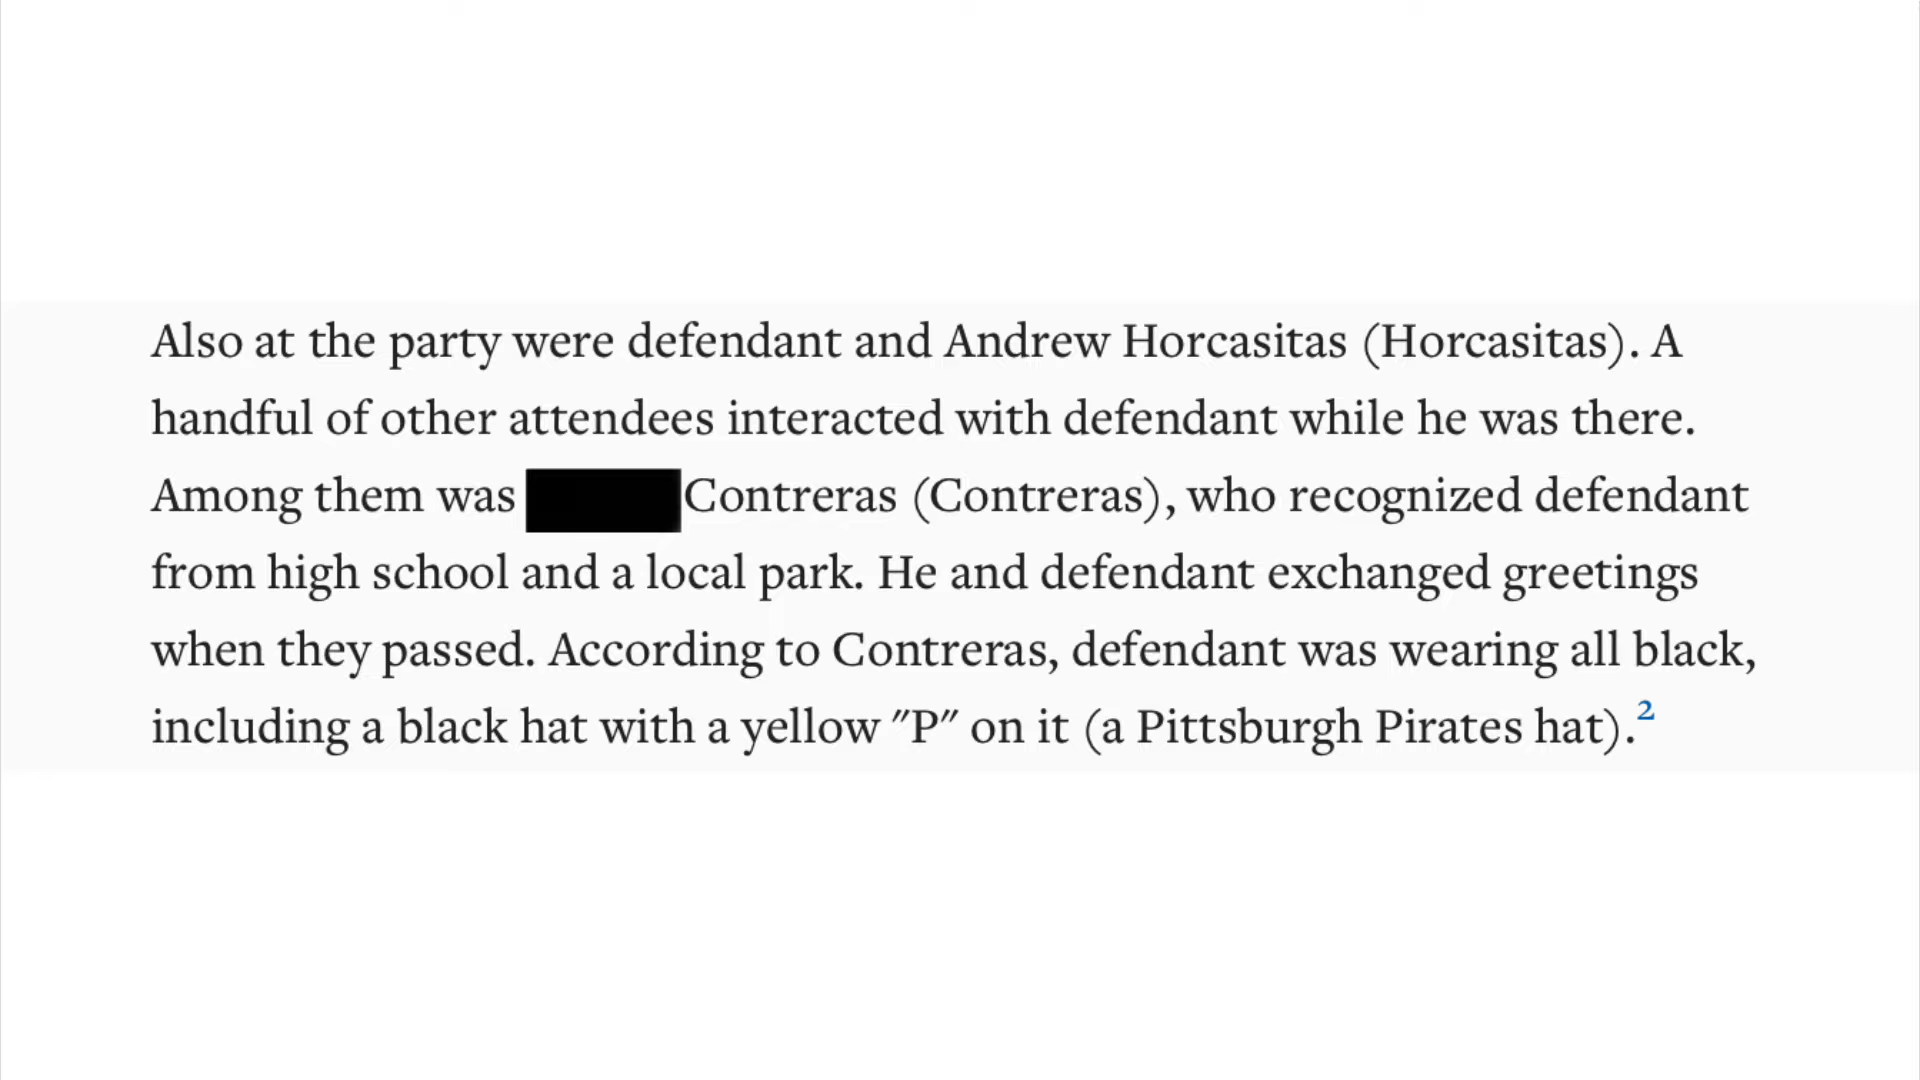 Also at the party were defendant and Andrew Horcasitas (Horcasitas). A
handful of other attendees interacted with defendant while he was there.
Among them was Contreras (Contreras), who recognized defendant
from high school and a local park. He and defendant exchanged greetings
when they passed. According to Contreras, defendant was wearing all black,
including a black hat with a yellow "P" on it (a Pittsburgh Pirates hat).2